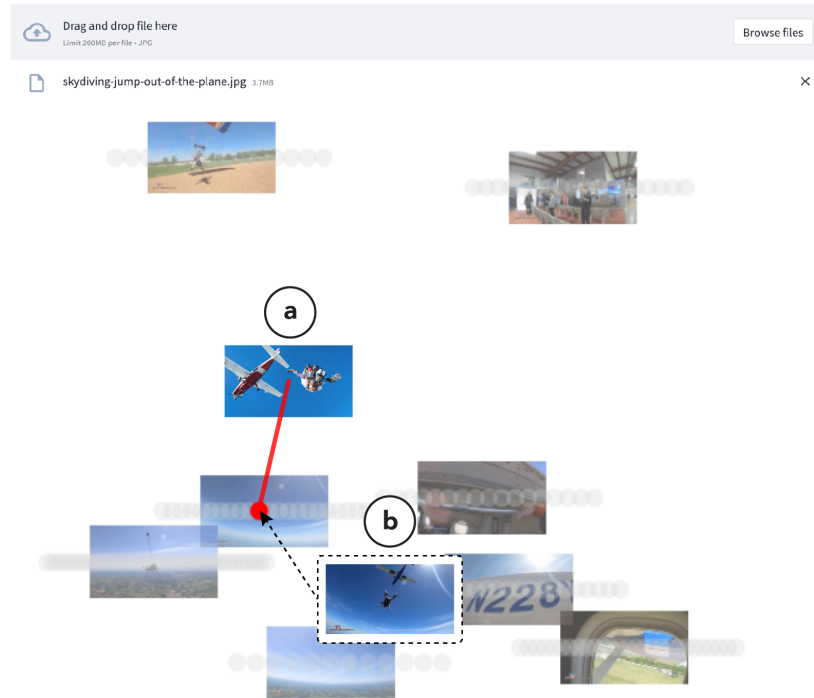 Drag and drop file here
Limit 200MB per file • JPG
Browse files
skydiving-jump-out-of-the-plane.jpg 3.7MB
a
b
N228